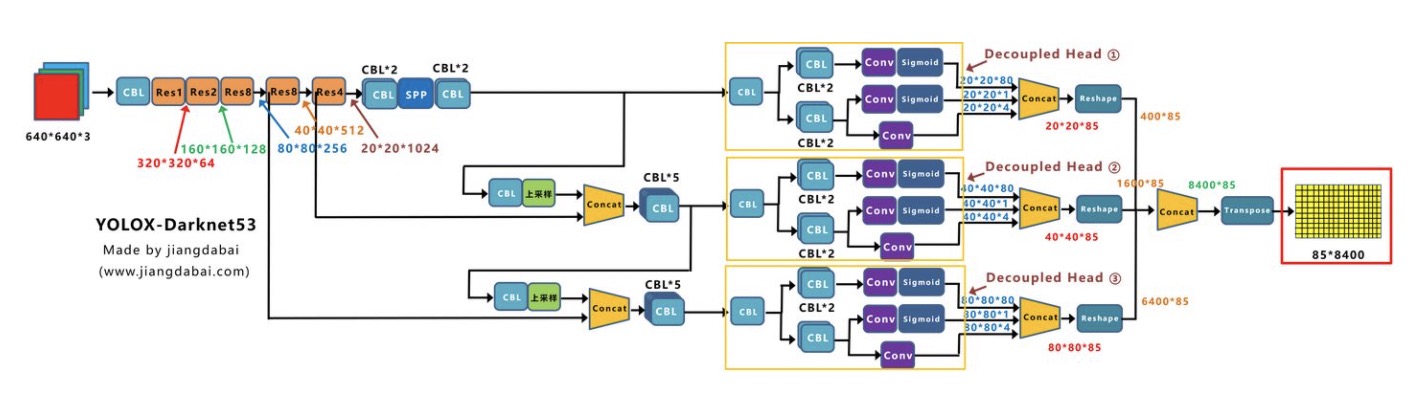 640*640*3
CBL
Res1
Res2
Res8
Res8
Res4
320*320*64
160*160*128
80*80*256
40*40*512
20*20*1024
CBL*2
CBL
SPP
CBL*2
CBL
YOLOX-Darknet53
Made by jiangdabai
(www.jiangdabai.com)
CBL
上采样
Concat
CBL*5
CBL
CBL
上采样
Concat
CBL*5
CBL
CBL
CBL
CBL*2
CBL
CBL*2
Conv
Sigmoid
Conv
Sigmoid
Conv
Decoupled Head ①
20*20*80
20*20*1
20*20*4
Concat
20*20*85
Reshape
400*85
CBL
CBL
CBL*2
CBL
CBL*2
Conv
Sigmoid
Conv
Sigmoid
Conv
Decoupled Head ②
40*40*80
40*40*1
40*40*4
Concat
40*40*85
Reshape
1600*85
CBL
CBL
CBL*2
CBL
Conv
Sigmoid
Conv
Sigmoid
Conv
Decoupled Head ③
80*80*80
80*80*1
80*80*4
Concat
80*80*85
Reshape
6400*85
Concat
8400*85
Transpose
85*8400